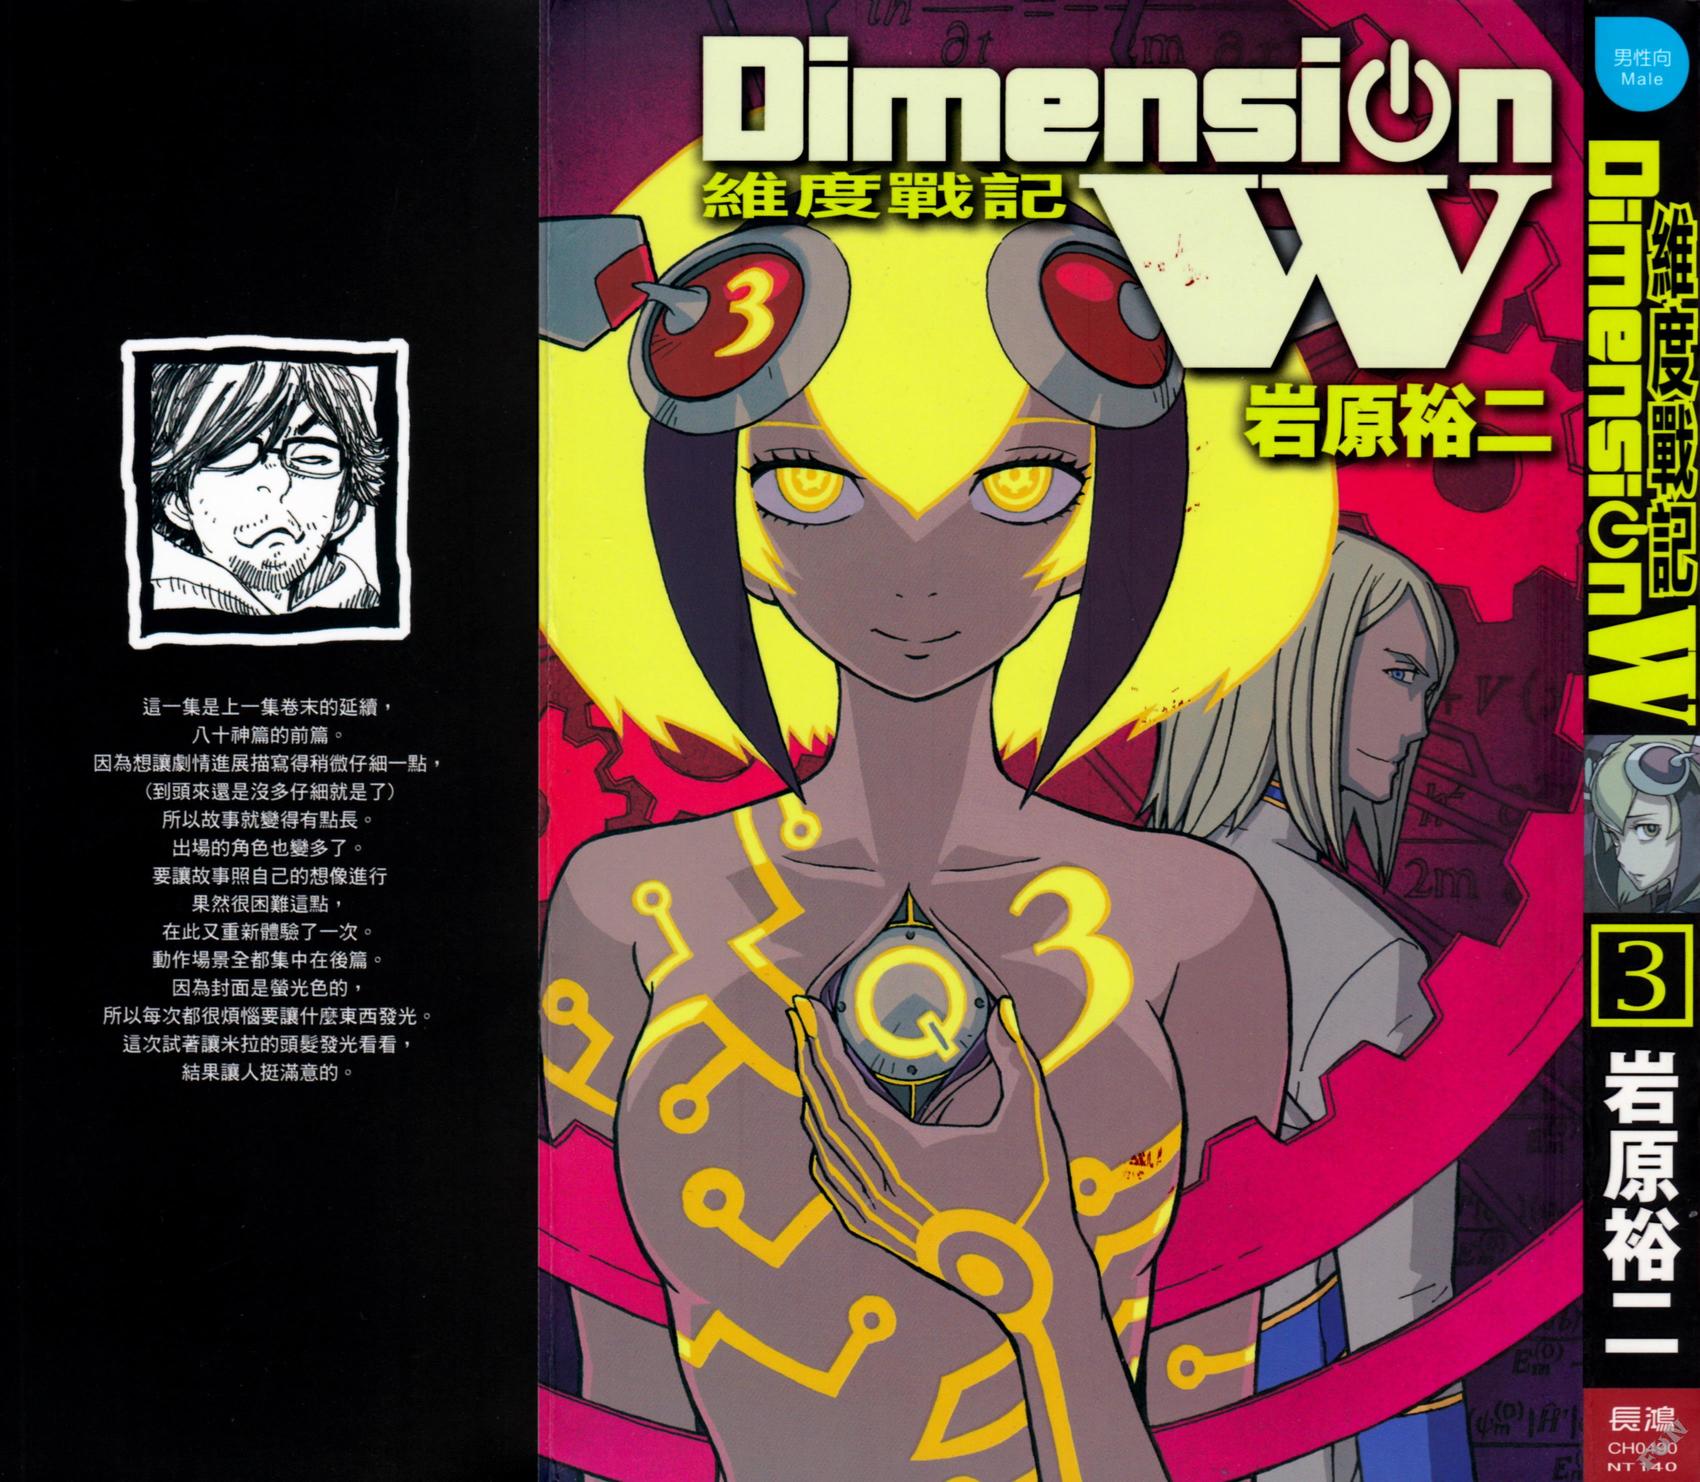 這一集是上一集卷末的延續，
八十神篇的前篇。
因為想讓劇情進展描寫得稍微仔細一點，
（到頭來還是沒多仔細就是了）
所以故事就變得有點長。
出場的角色也變多了。
要讓故事照自己的想像進行
果然很困難這點，
在此又重新體驗了一次。
動作場景全都集中在後篇。
因為封面是螢光色的，
所以每次都很煩惱要讓什麼東西發光。
這次試著讓米拉的頭髮發光看看，
結果讓人挺滿意的。
Dimension
W
維度戰記
岩原裕二
3
Q
3
2m
男性向
Male
Dimension W
維度戰記
3
岩原裕二
長鴻
CH0490
NT140